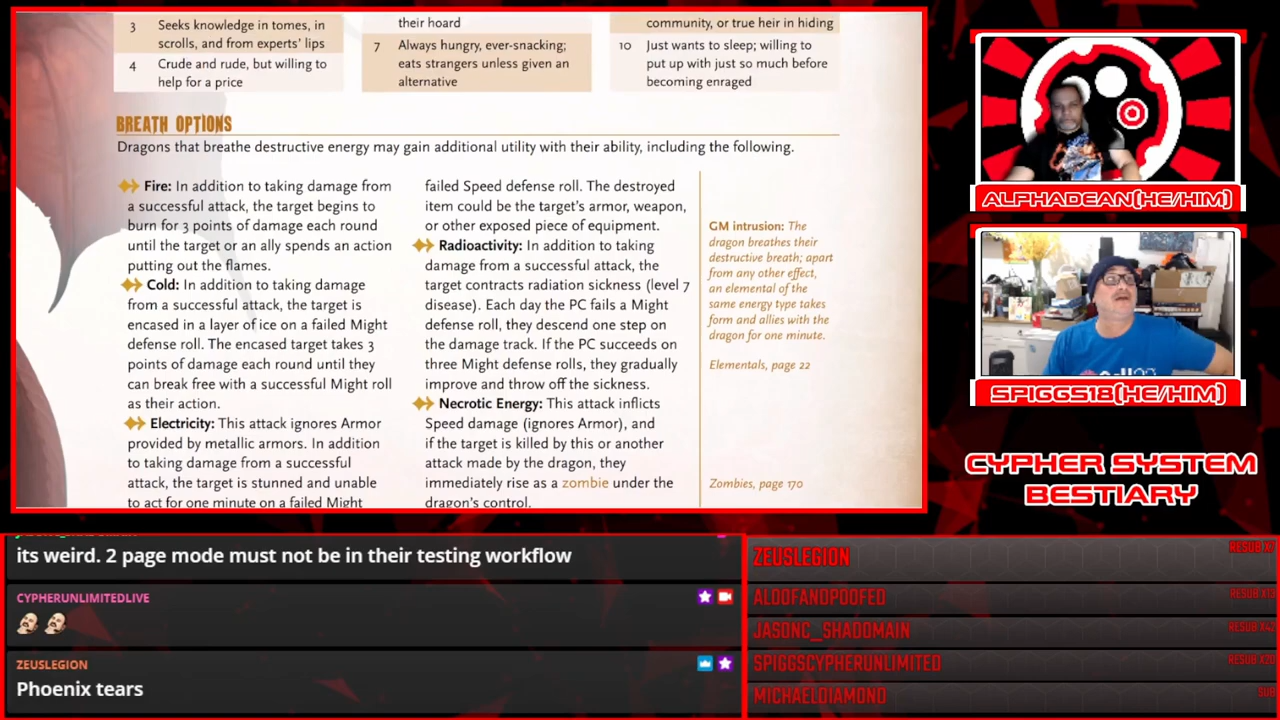 3 Seeks knowledge in tomes, in
scrolls, and from experts' lips
4 Crude and rude, but willing to
help for a price
their hoard
7 Always hungry, ever-snacking;
eats strangers unless given an
alternative
community, or true heir in hiding
10 Just wants to sleep; willing to
put up with just so much before
becoming enraged
BREATH OPTIONS
Dragons that breathe destructive energy may gain additional utility with their ability, including the following.
Fire: In addition to taking damage from
a successful attack, the target begins to
burn for 3 points of damage each round
until the target or an ally spends an action
putting out the flames.
Cold: In addition to taking damage
from a successful attack, the target is
encased in a layer of ice on a failed Might
defense roll. The encased target takes 3
points of damage each round until they
can break free with a successful Might roll
as their action.
Electricity: This attack ignores Armor
provided by metallic armors. In addition
to taking damage from a successful
attack, the target is stunned and unable
to act for one minute on a failed Might
failed Speed defense roll. The destroyed
item could be the target's armor, weapon,
or other exposed piece of equipment.
Radioactivity: In addition to taking
damage from a successful attack, the
target contracts radiation sickness (level 7
disease). Each day the PC fails a Might
defense roll, they descend one step on
the damage track. If the PC succeeds on
three Might defense rolls, they gradually
improve and throw off the sickness.
Necrotic Energy: This attack inflicts
Speed damage (ignores Armor), and
if the target is killed by this or another
attack made by the dragon, they
immediately rise as a zombie under the
dragon's control.
GM intrusion: The
dragon breathes their
destructive breath; apart
from any other effect,
an elemental of the
same energy type takes
form and allies with the
dragon for one minute.
Elementals, page 22
Zombies, page 170
ALPHADEAN(HE/HIM)
SPIGGS18(HE/HIM)
CYPHER SYSTEM
BESTIARY
its weird. 2 page mode must not be in their testing workflow
CYPHERUNLIMITEDLIVE
ZEUSLEGION
Phoenix tears
ZEUSLEGION RESUB X7
ALOOFANDPOOFED RESUB X13
JASONC_SHADOMAIN RESUB X42
SPIGGSCYPHERUNLIMITED RESUB X20
MICHAELDIAMOND SUB